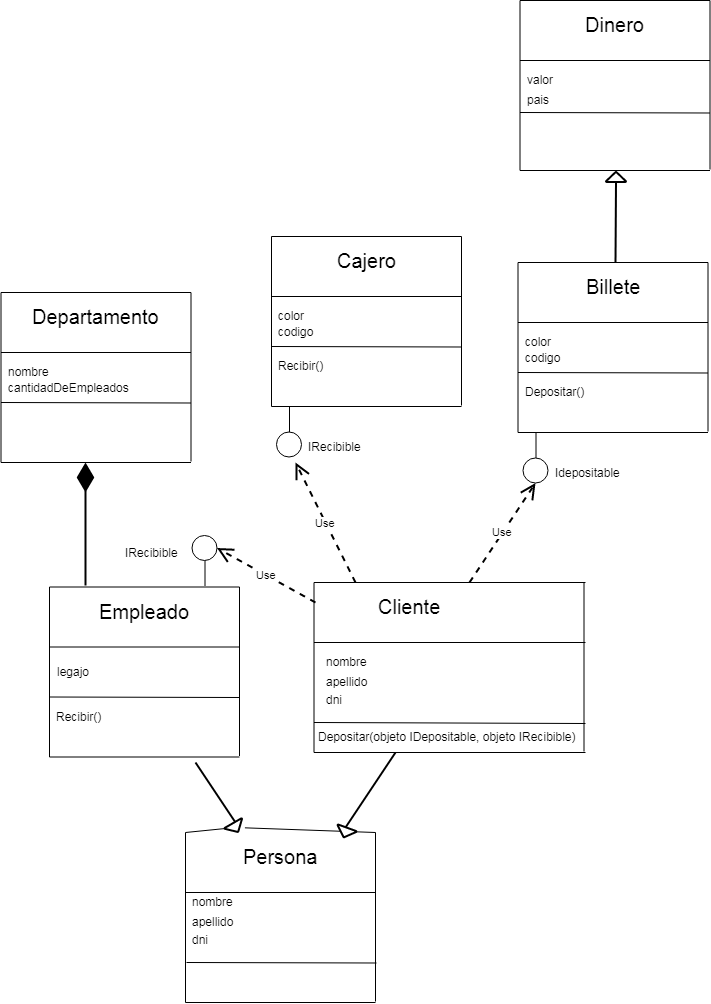 Dinero
valor
pais
Cajero
color
codigo
Recibir()
IRecibible
Billete
color
codigo
Depositar()
Idepositable
Departamento
nombre
cantidadDeEmpleados
Use
Use
Use
IRecibible
Empleado
legajo
Recibir()
Cliente
nombre
apellido
dni
Depositar(objeto IDepositable, objeto IRecibible)
Persona
nombre
apellido
dni